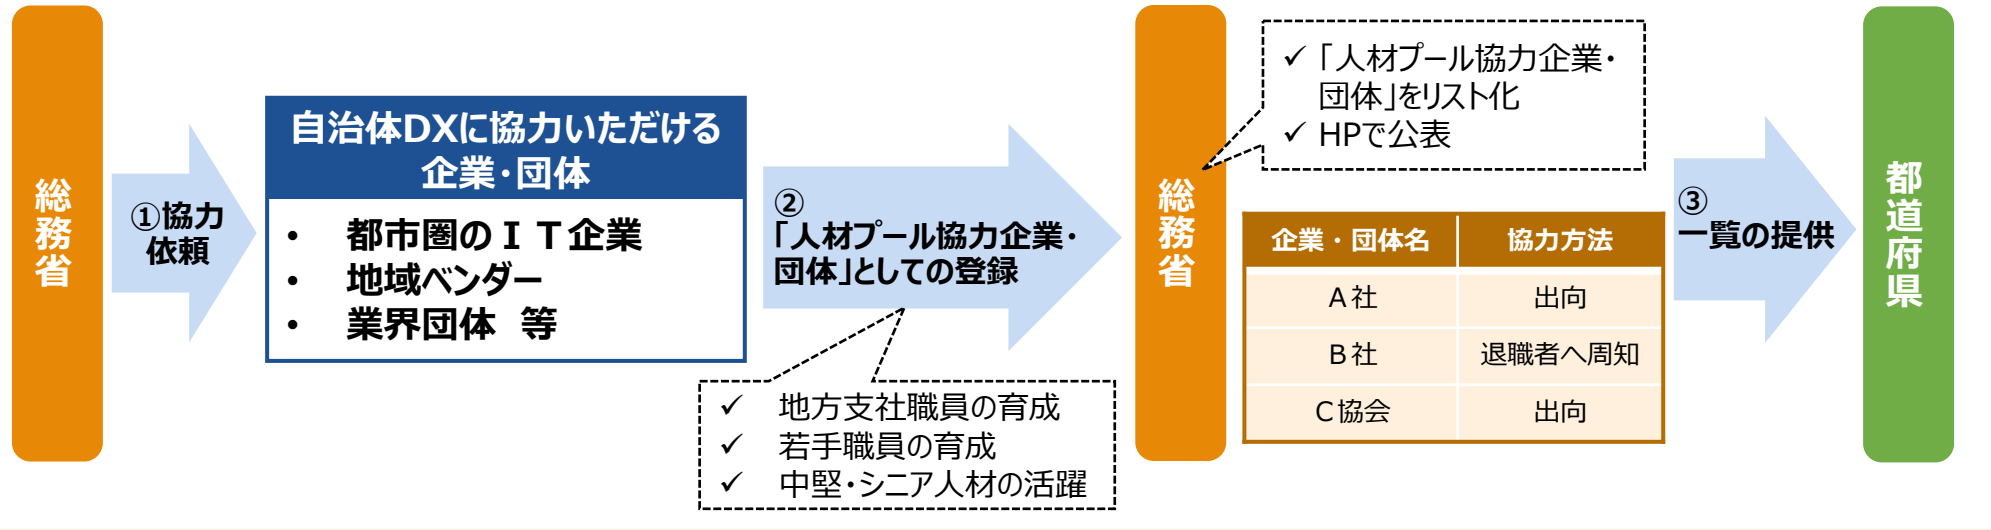 総務省
①協力
依頼
自治体DXに協力いただける
企業・団体
• 都市圏のＩＴ企業
• 地域ベンダー
• 業界団体 等
②
「人材プール協力企業・
団体」としての登録
✓ 地方支社職員の育成
✓ 若手職員の育成
✓ 中堅・シニア人材の活躍
総務省
✓ 「人材プール協力企業・
団体」をリスト化
✓ HPで公表
企業・団体名 協力方法
Ａ社 出向
Ｂ社 退職者へ周知
Ｃ協会 出向
③
一覧の提供
都道府県